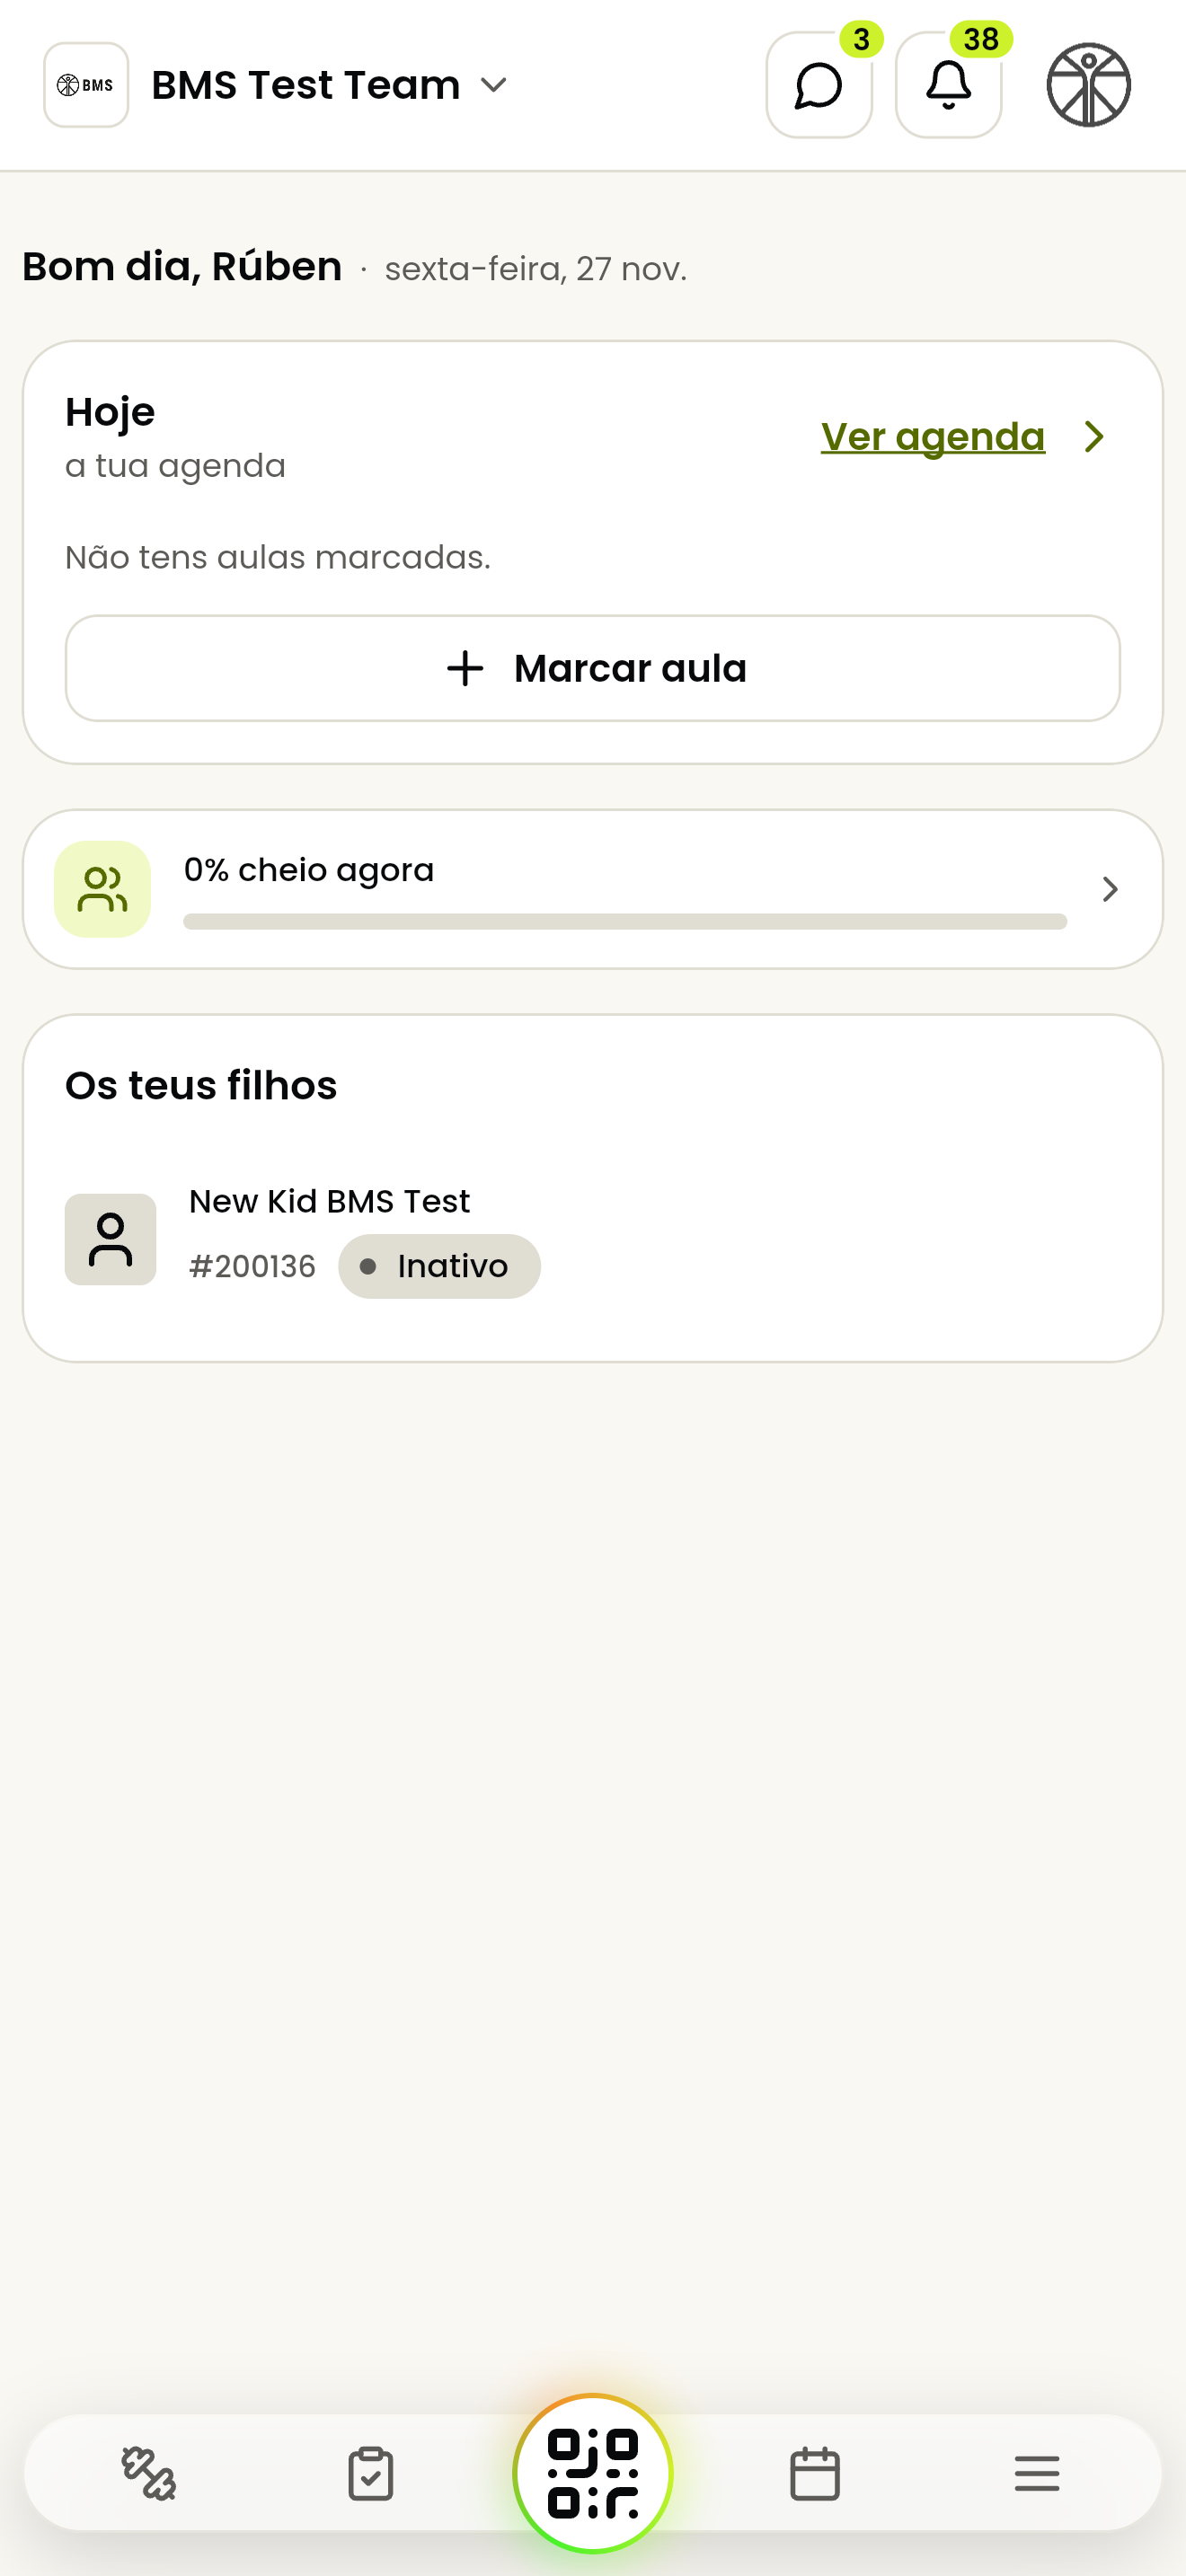 BMS
BMS Test Team
3
38
Bom dia, Rúben · sexta-feira, 27 nov.
Hoje
a tua agenda
Ver agenda
Não tens aulas marcadas.
Marcar aula
0% cheio agora
Os teus filhos
New Kid BMS Test
#200136
Inativo